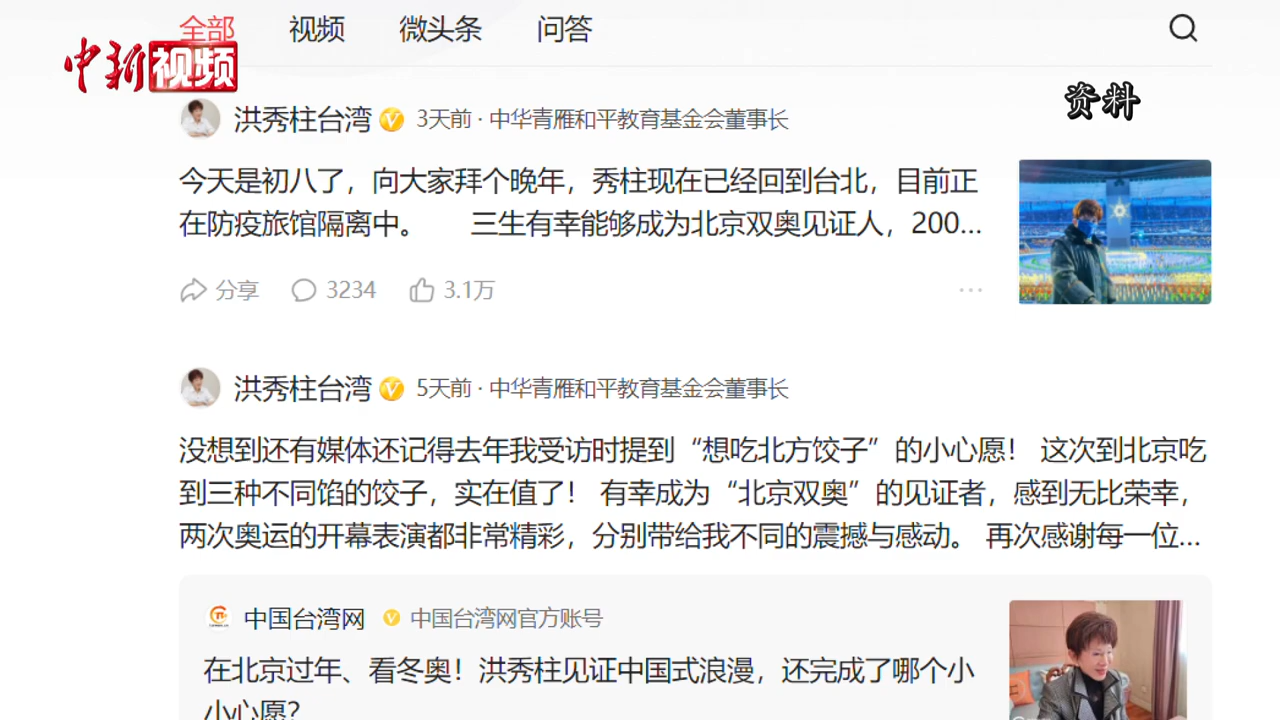 全部 视频 微头条 问答
中新视频
资料
洪秀柱台湾 3天前 · 中华青雁和平教育基金会董事长
今天是初八了，向大家拜个晚年，秀柱现在已经回到台北，目前正
在防疫旅馆隔离中。 三生有幸能够成为北京双奥见证人，200...
分享 3234 3.1万
洪秀柱台湾 5天前 · 中华青雁和平教育基金会董事长
没想到还有媒体还记得去年我受访时提到“想吃北方饺子”的小心愿！ 这次到北京吃
到三种不同馅的饺子，实在值了！ 有幸成为“北京双奥”的见证者，感到无比荣幸，
两次奥运的开幕表演都非常精彩，分别带给我不同的震撼与感动。 再次感谢每一位...
中国台湾网 中国台湾网官方账号
在北京过年、看冬奥！洪秀柱见证中国式浪漫，还完成了哪个小
小心愿？